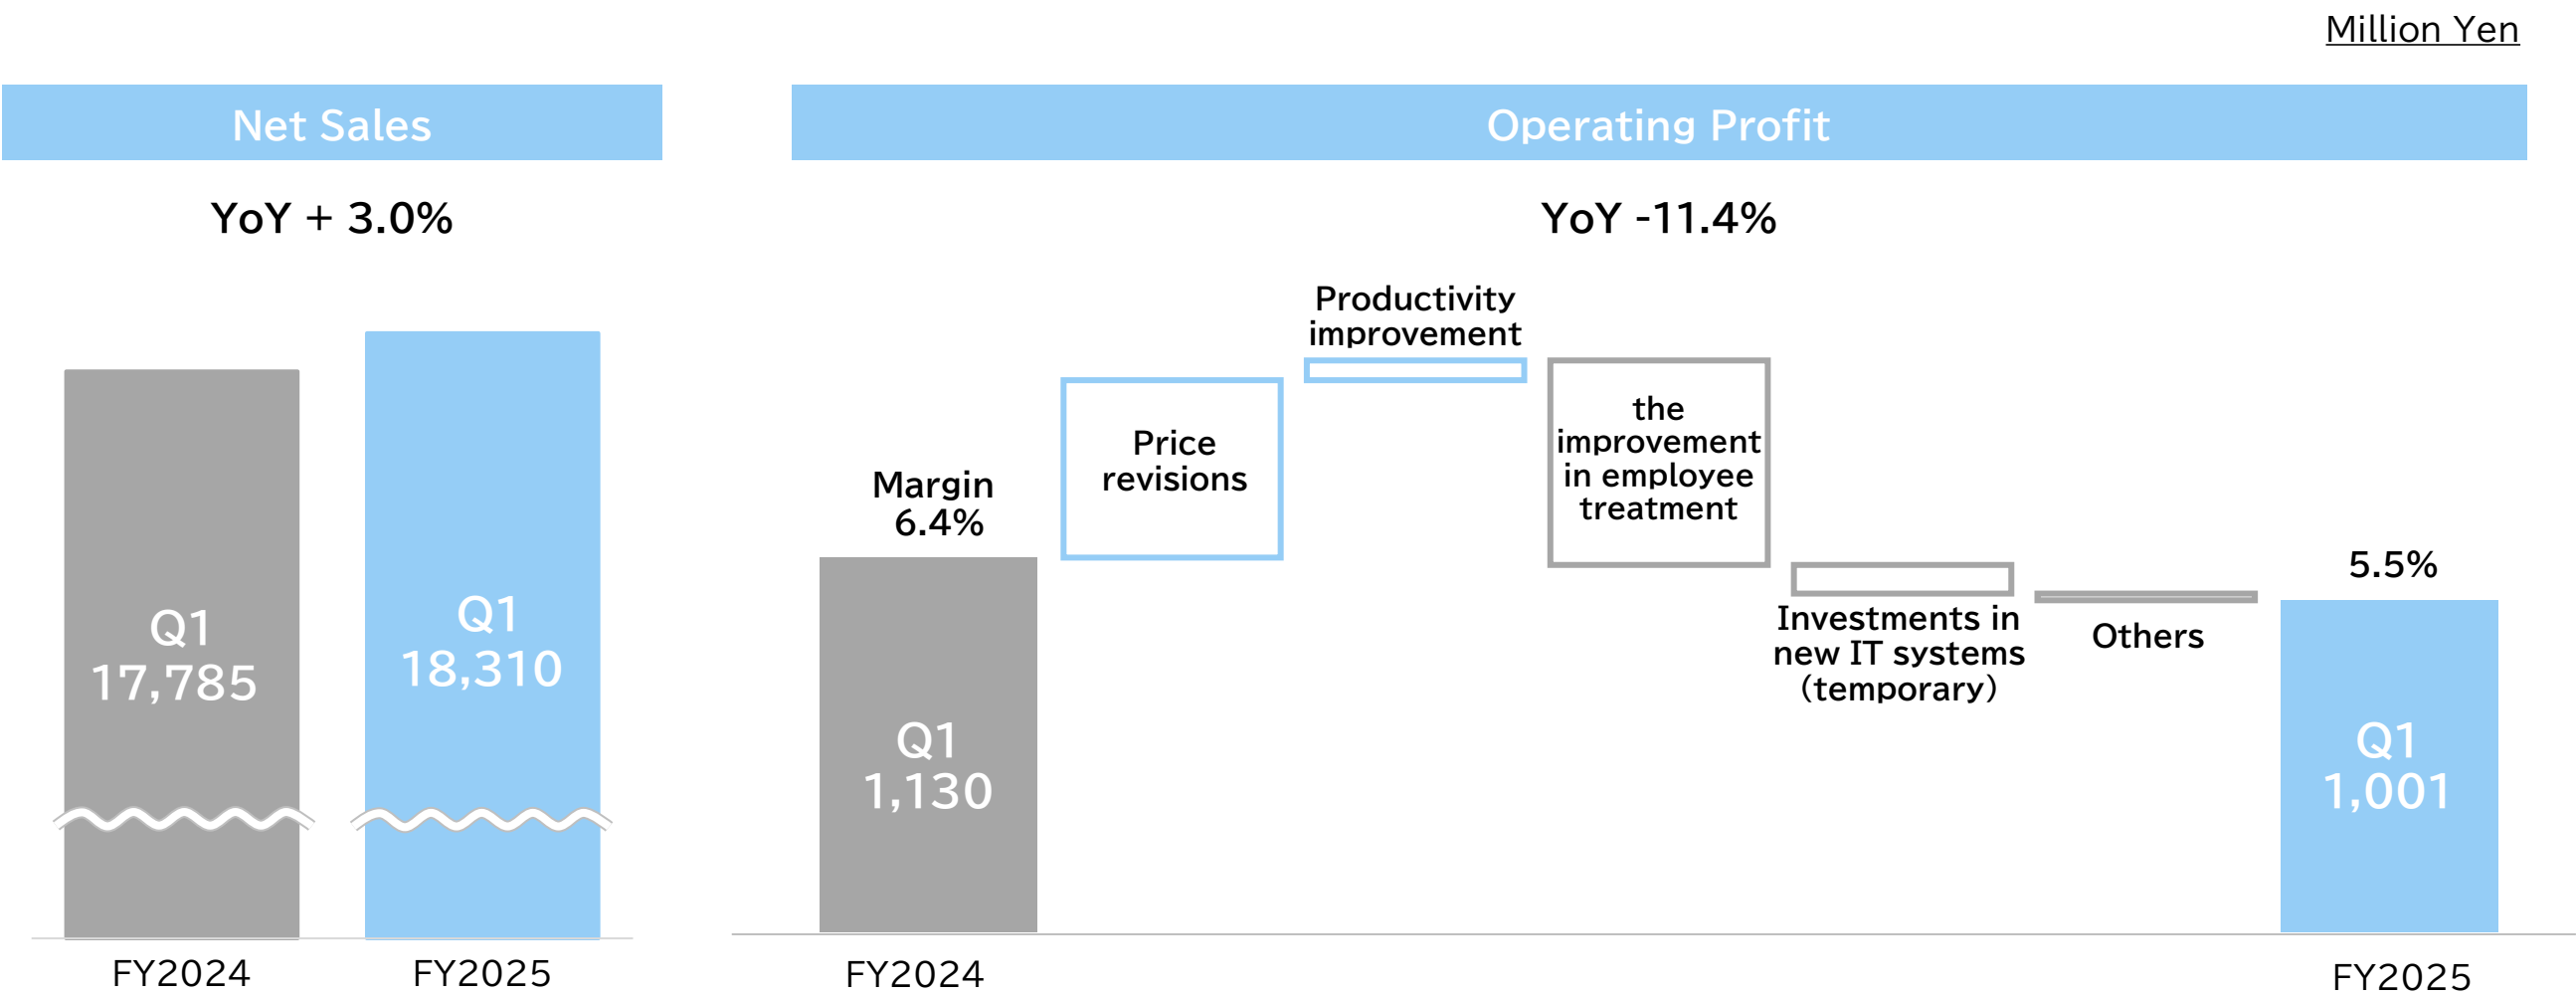 Million Yen
Net Sales
YoY + 3.0%
Q1
17,785
Q1
18,310
FY2024
FY2025
Operating Profit
YoY -11.4%
Margin
6.4%
Q1
1,130
Price
revisions
Productivity
improvement
the
improvement
in employee
treatment
Investments in
new IT systems
（temporary）
Others
5.5%
Q1
1,001
FY2024
FY2025